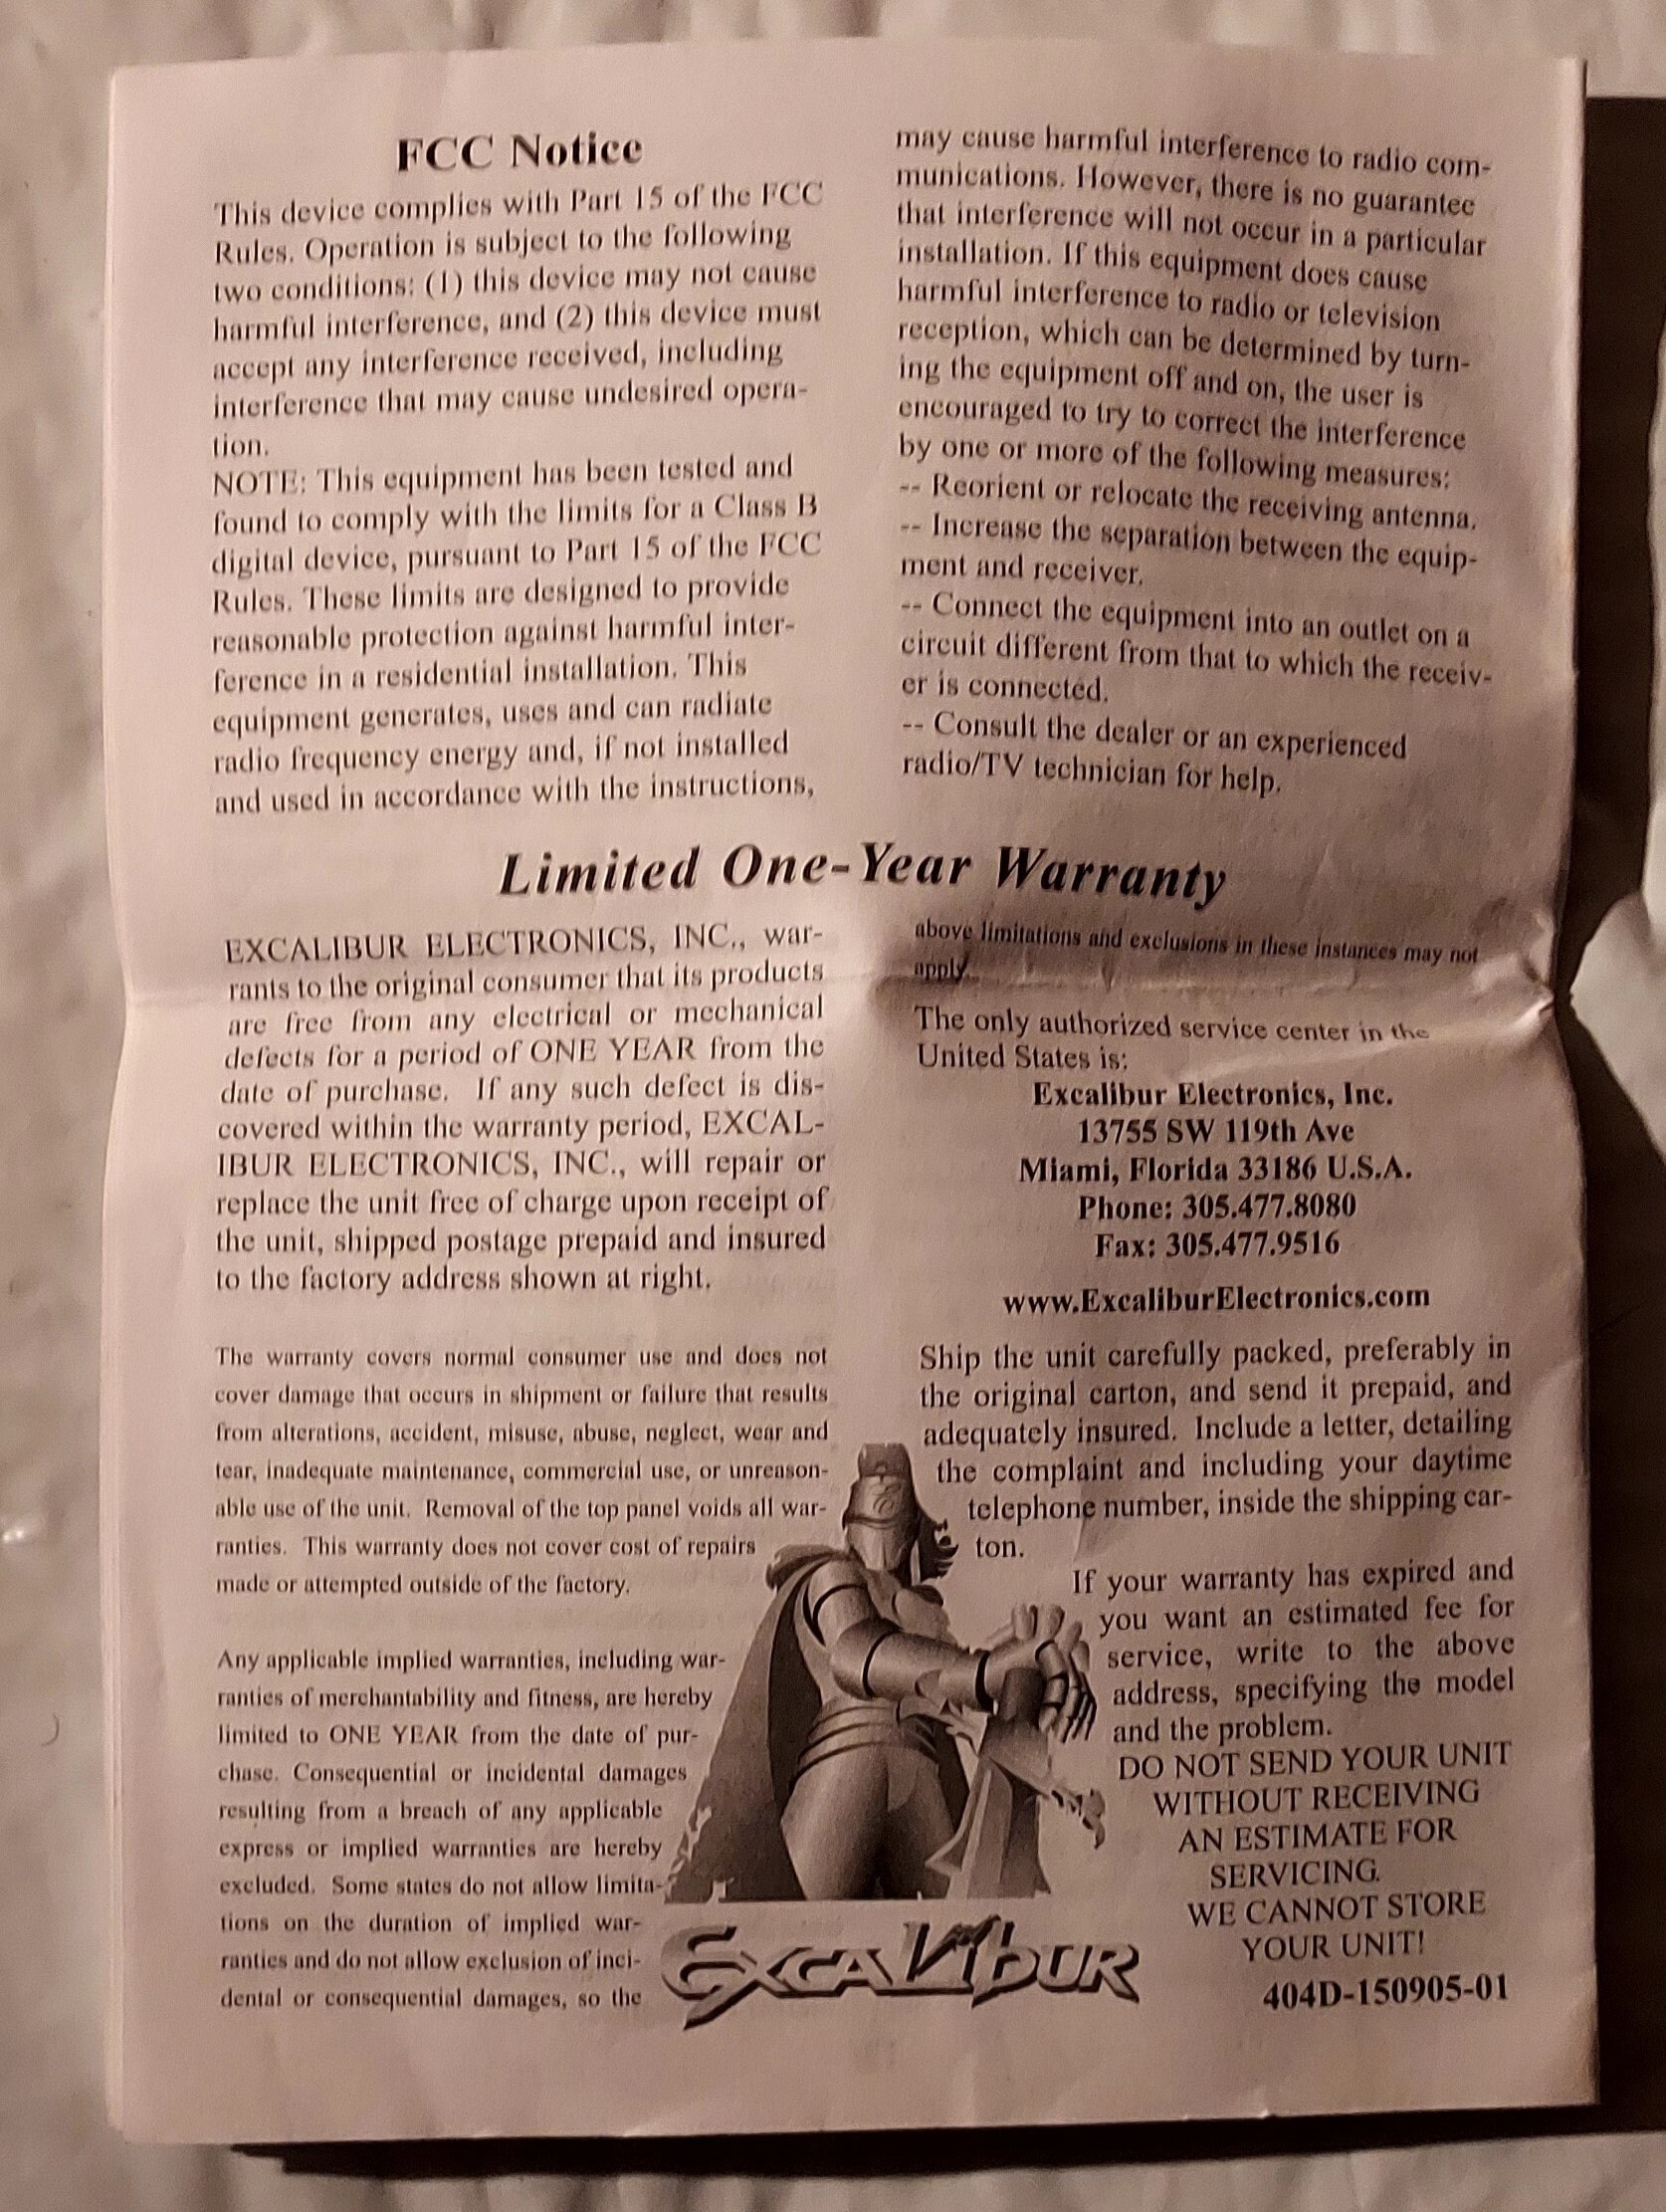 FCC Notice
This device complies with Part 15 of the FCC
Rules. Operation is subject to the following
two conditions: (1) this device may not cause
harmful interference, and (2) this device must
accept any interference received, including
interference that may cause undesired opera-
tion.
NOTE: This equipment has been tested and
found to comply with the limits for a Class B
digital device, pursuant to Part 15 of the FCC
Rules. These limits are designed to provide
reasonable protection against harmful inter-
ference in a residential installation. This
equipment generates, uses and can radiate
radio frequency energy and, if not installed
and used in accordance with the instructions,
may cause harmful interference to radio com-
munications. However, there is no guarantee
that interference will not occur in a particular
installation. If this equipment does cause
harmful interference to radio or television
reception, which can be determined by turn-
ing the equipment off and on, the user is
encouraged to try to correct the interference
by one or more of the following measures:
-- Reorient or relocate the receiving antenna.
-- Increase the separation between the equip-
ment and receiver.
-- Connect the equipment into an outlet on a
circuit different from that to which the receiv-
er is connected.
-- Consult the dealer or an experienced
radio/TV technician for help.
Limited One-Year Warranty
EXCALIBUR ELECTRONICS, INC., war-
rants to the original consumer that its products
are free from any electrical or mechanical
defects for a period of ONE YEAR from the
date of purchase. If any such defect is dis-
covered within the warranty period, EXCAL-
IBUR ELECTRONICS, INC., will repair or
replace the unit free of charge upon receipt of
the unit, shipped postage prepaid and insured
to the factory address shown at right.
The warranty covers normal consumer use and does not
cover damage that occurs in shipment or failure that results
from alterations, accident, misuse, abuse, neglect, wear and
tear, inadequate maintenance, commercial use, or unreason-
able use of the unit. Removal of the top panel voids all war-
ranties. This warranty does not cover cost of repairs
made or attempted outside of the factory.
Any applicable implied warranties, including war-
ranties of merchantability and fitness, are hereby
limited to ONE YEAR from the date of pur-
chase. Consequential or incidental damages
resulting from a breach of any applicable
express or implied warranties are hereby
excluded. Some states do not allow limita-
tions on the duration of implied war-
ranties and do not allow exclusion of inci-
dental or consequential damages, so the
above limitations and exclusions in these instances may not
apply.
The only authorized service center in the
United States is:
Excalibur Electronics, Inc.
13755 SW 119th Ave
Miami, Florida 33186 U.S.A.
Phone: 305.477.8080
Fax: 305.477.9516
www.ExcaliburElectronics.com
Ship the unit carefully packed, preferably in
the original carton, and send it prepaid, and
adequately insured. Include a letter, detailing
the complaint and including your daytime
telephone number, inside the shipping car-
ton.
If your warranty has expired and
you want an estimated fee for
service, write to the above
address, specifying the model
and the problem.
DO NOT SEND YOUR UNIT
WITHOUT RECEIVING
AN ESTIMATE FOR
SERVICING.
WE CANNOT STORE
YOUR UNIT!
404D-150905-01
EXCALIBUR